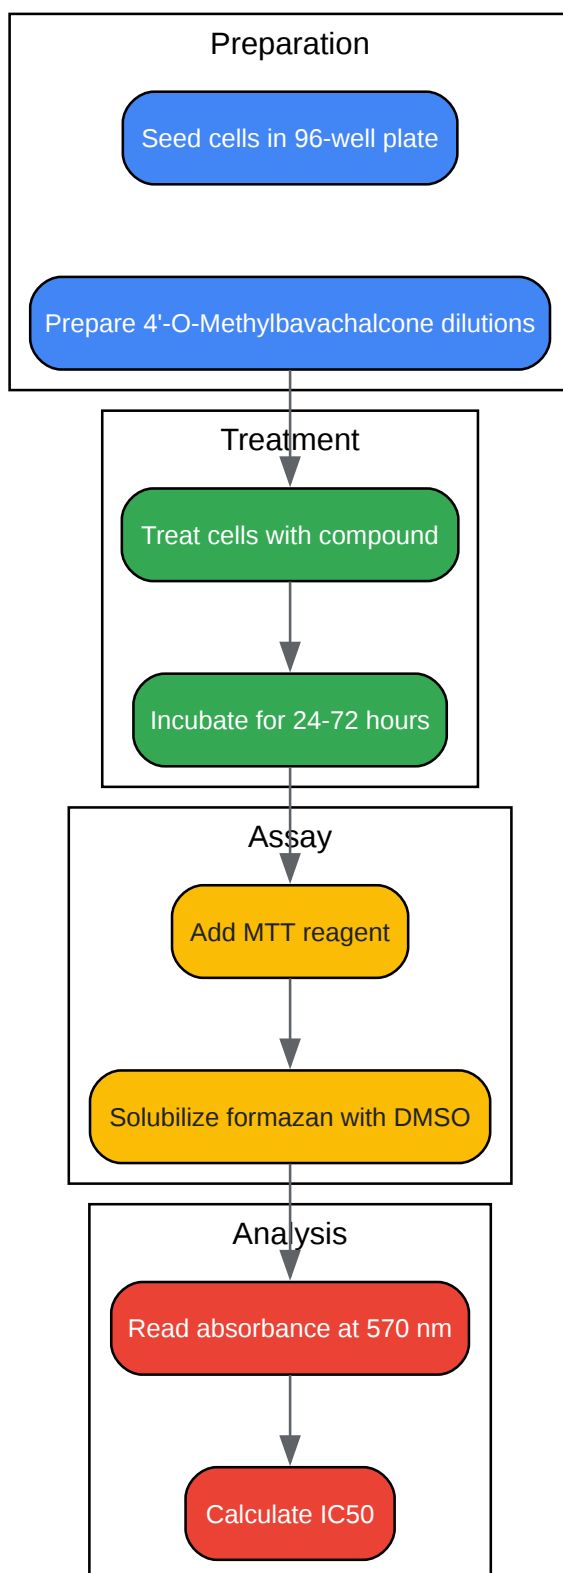 Preparation
Seed cells in 96-well plate
Prepare 4'-O-Methylbavachalcone dilutions
Treatment
Treat cells with compound
Incubate for 24-72 hours
Assay
Add MTT reagent
Solubilize formazan with DMSO
Analysis
Read absorbance at 570 nm
Calculate IC50